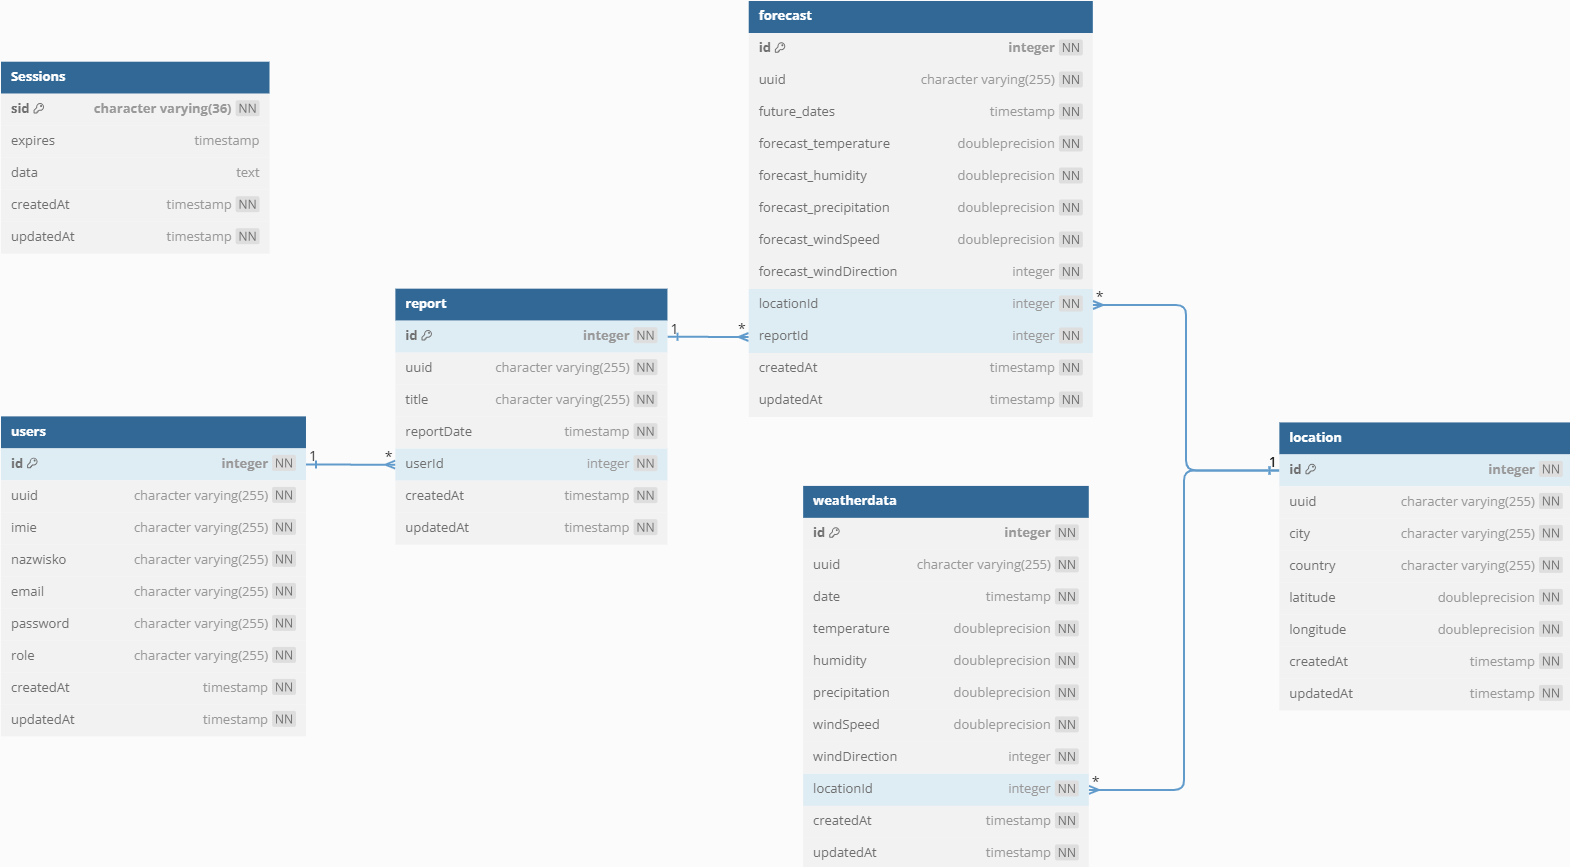 Sessions
sid character varying(36) NN
expires timestamp
data text
createdAt timestamp NN
updatedAt timestamp NN
users
id integer NN
uuid character varying(255) NN
imie character varying(255) NN
nazwisko character varying(255) NN
email character varying(255) NN
password character varying(255) NN
role character varying(255) NN
createdAt timestamp NN
updatedAt timestamp NN
1
*
report
id integer NN
uuid character varying(255) NN
title character varying(255) NN
reportDate timestamp NN
userId integer NN
createdAt timestamp NN
updatedAt timestamp NN
1
*
forecast
id integer NN
uuid character varying(255) NN
future_dates timestamp NN
forecast_temperature doubleprecision NN
forecast_humidity doubleprecision NN
forecast_precipitation doubleprecision NN
forecast_windSpeed doubleprecision NN
forecast_windDirection integer NN
locationId integer NN
reportId integer NN
createdAt timestamp NN
updatedAt timestamp NN
*
weatherdata
id integer NN
uuid character varying(255) NN
date timestamp NN
temperature doubleprecision NN
humidity doubleprecision NN
precipitation doubleprecision NN
windSpeed doubleprecision NN
windDirection integer NN
locationId integer NN
createdAt timestamp NN
updatedAt timestamp NN
*
1
location
id integer NN
uuid character varying(255) NN
city character varying(255) NN
country character varying(255) NN
latitude doubleprecision NN
longitude doubleprecision NN
createdAt timestamp NN
updatedAt timestamp NN